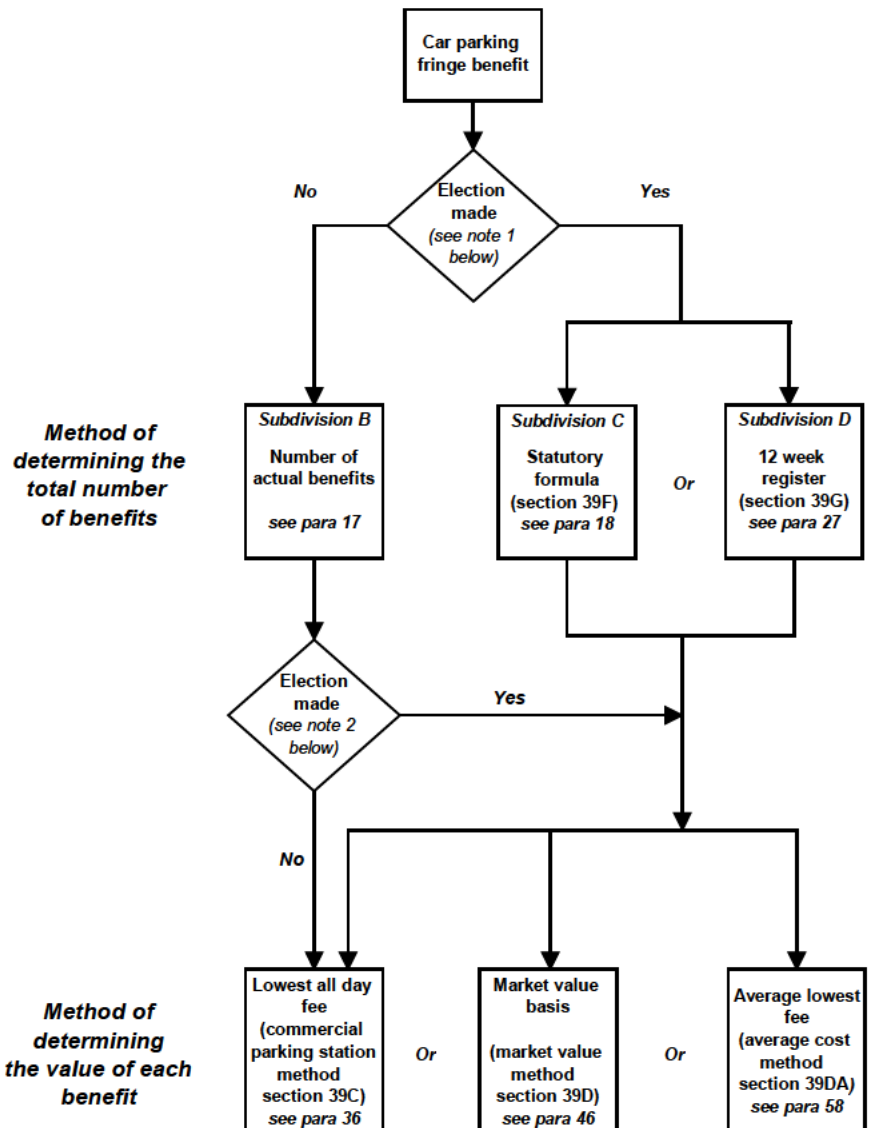 Car parking
fringe benefit
No
Election
made
(see note 1
below)
Yes
Method of
determining the
total number
of benefits
Subdivision B
Number of
actual benefits
see para 17
Subdivision C
Statutory
formula
(section 39F)
see para 18
Or
Subdivision D
12 week
register
(section 39G)
see para 27
Election
made
(see note 2
below)
Yes
No
Method of
determining
the value of each
benefit
Lowest all day
fee
(commercial
parking station
method
section 39C)
see para 36
Or
Market value
basis
(market value
method
section 39D)
see para 46
Or
Average lowest
fee
(average cost
method
section 39DA)
see para 58